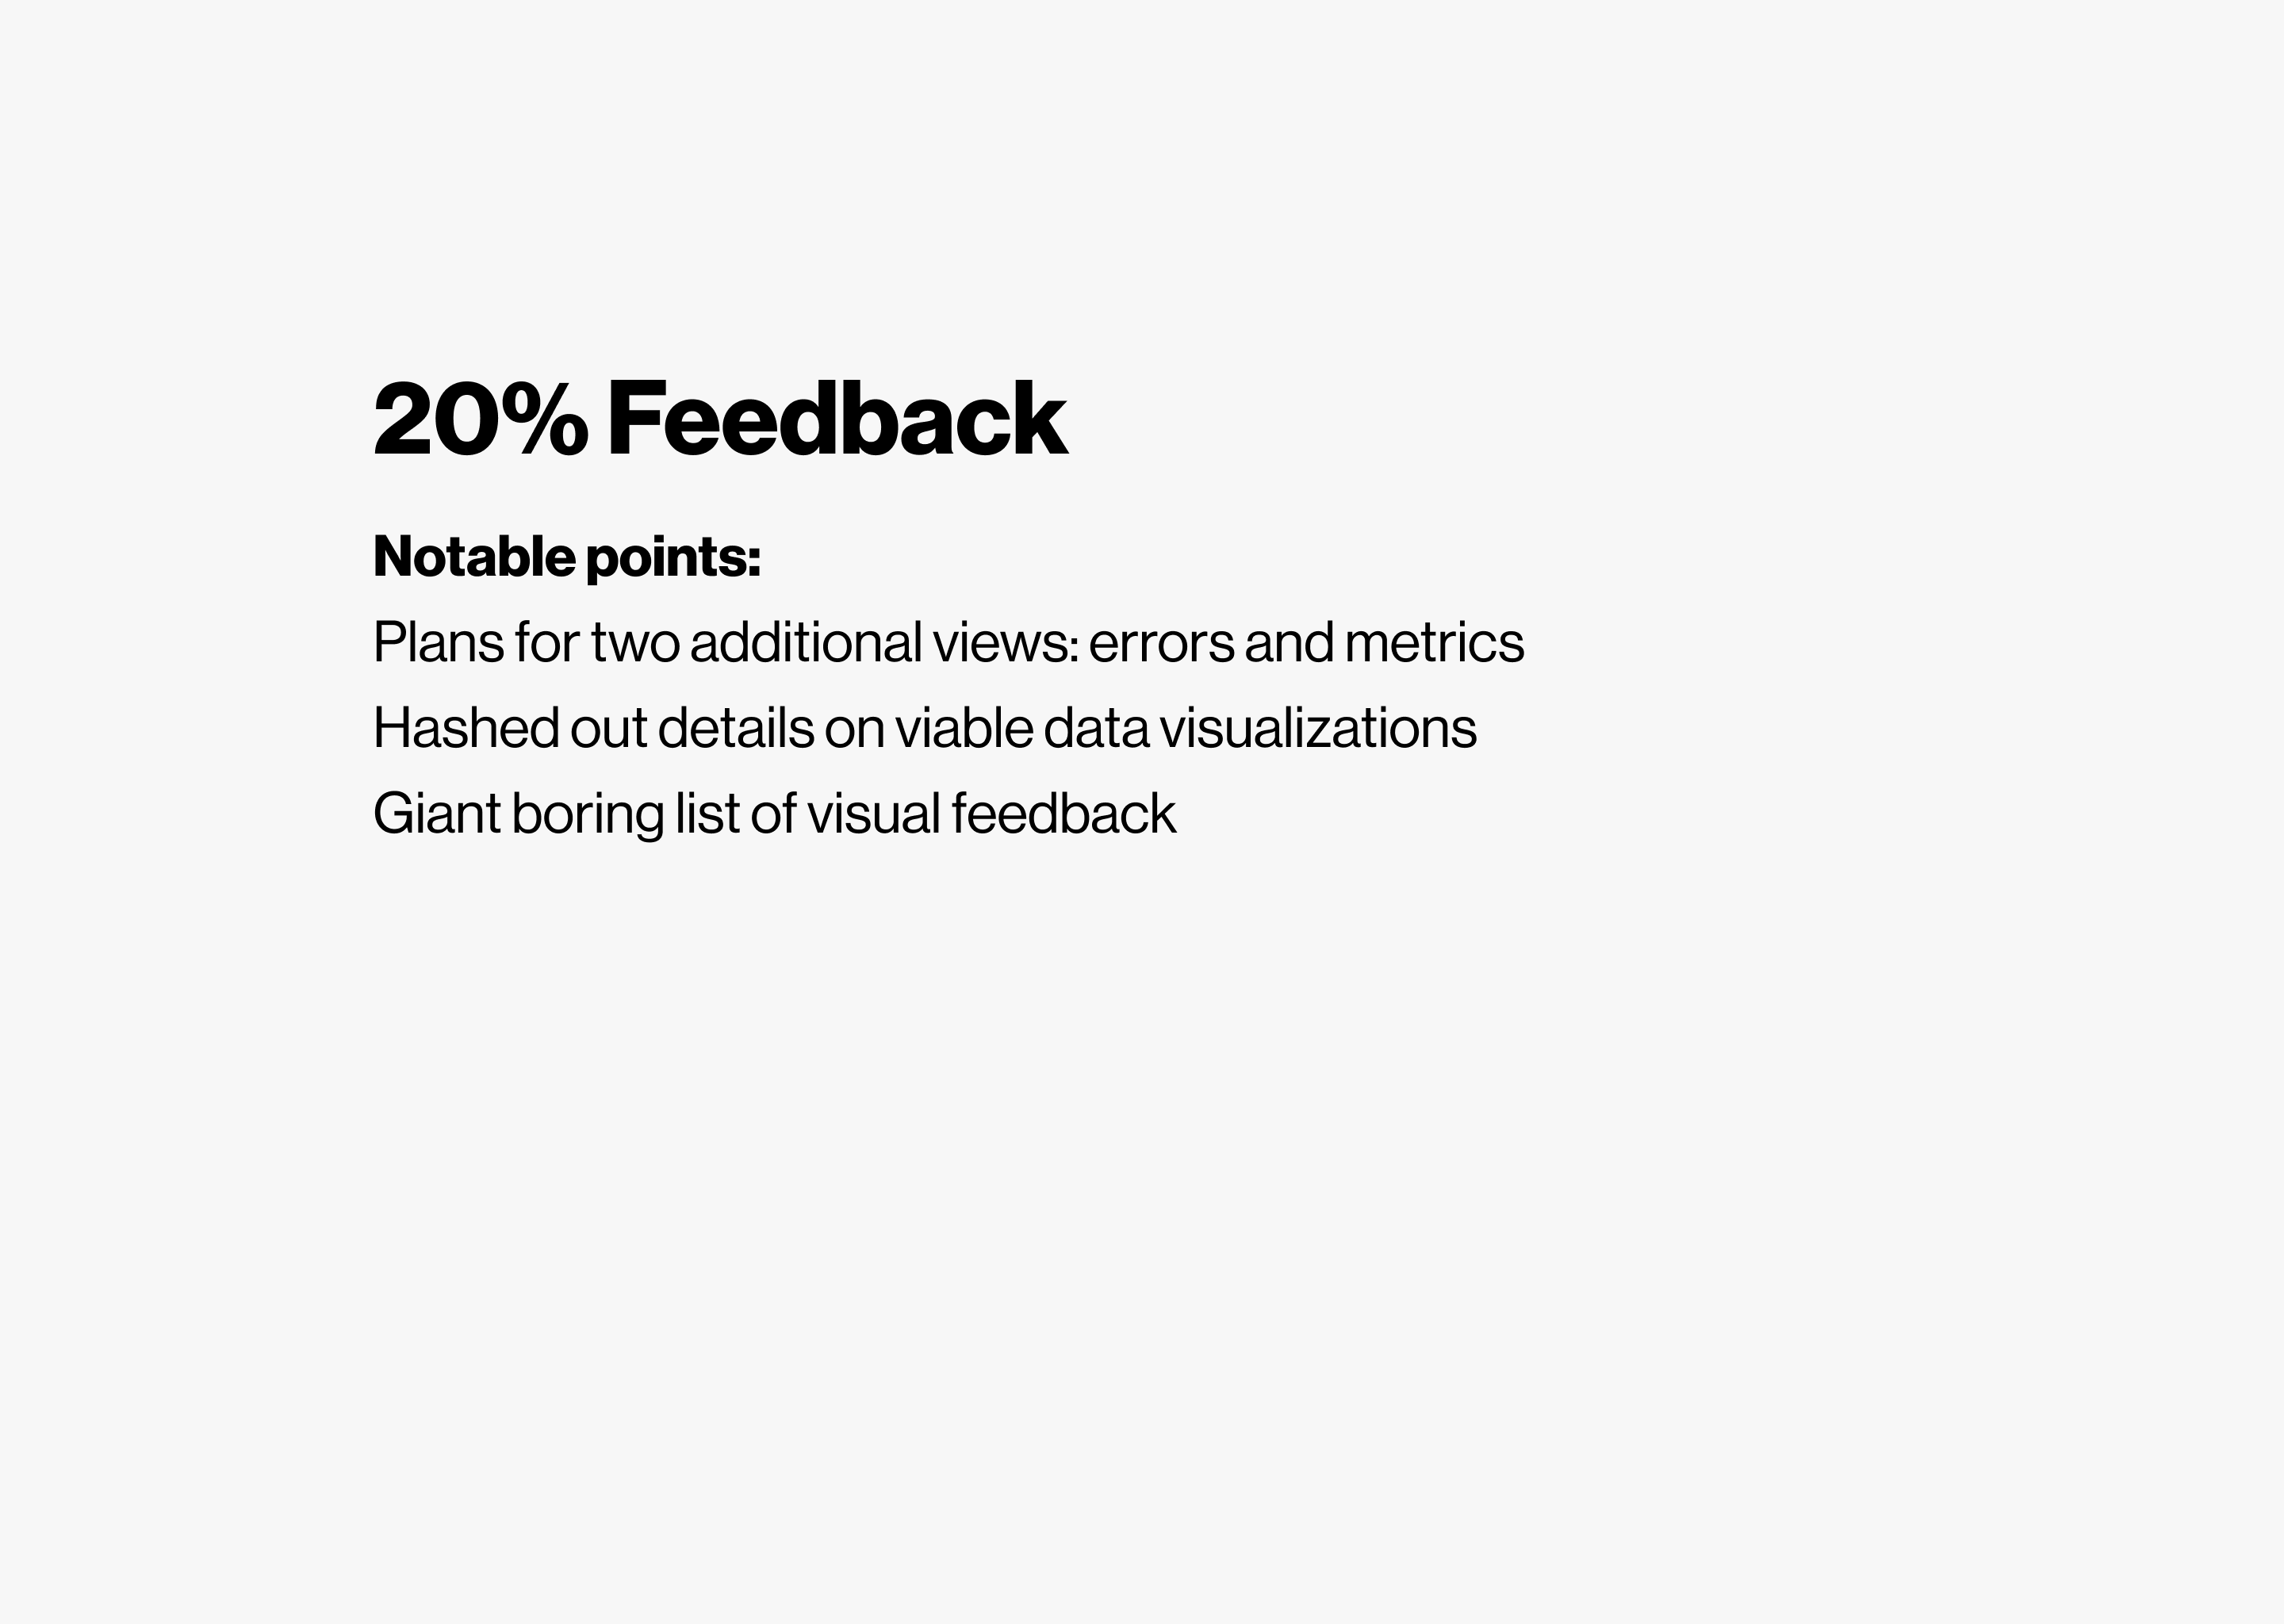 20% Feedback
Notable points:
Plans for two additional views: errors and metrics
Hashed out details on viable data visualizations
Giant boring list of visual feedback